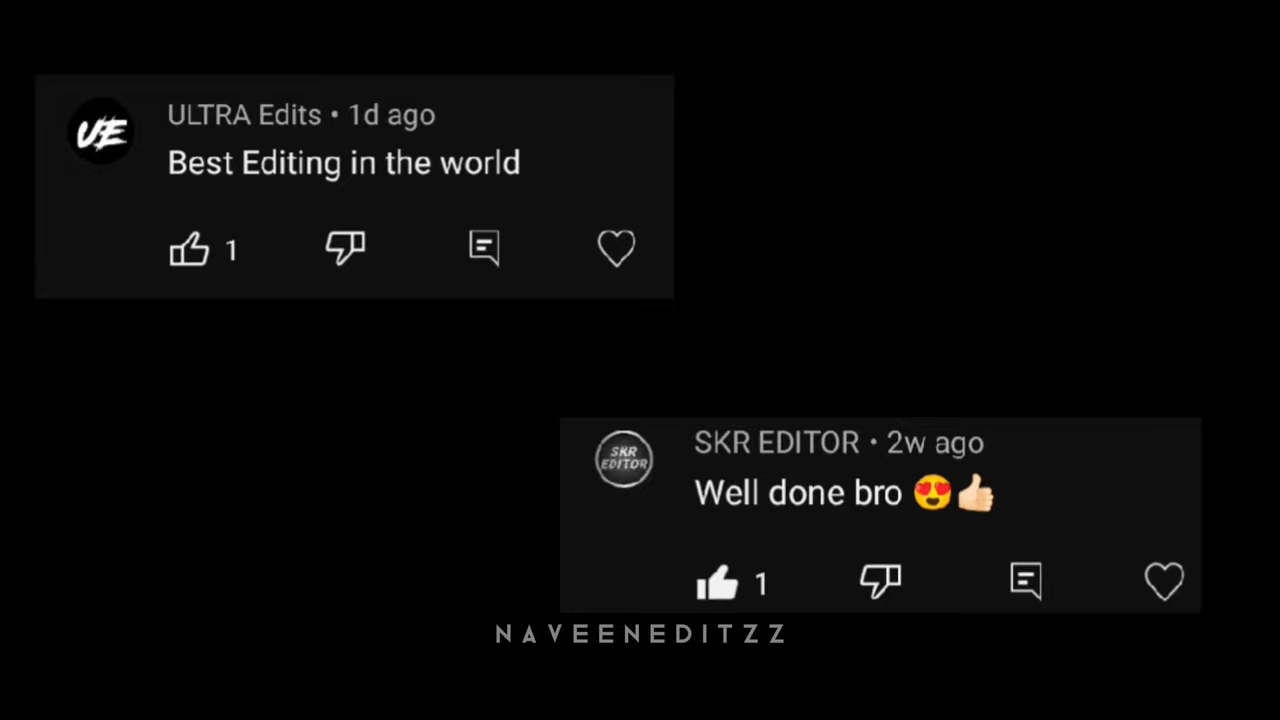 UE
ULTRA Edits • 1d ago
Best Editing in the world
1
SKR
EDITOR
SKR EDITOR • 2w ago
Well done bro 😍👍🏻
1
NAVEENEDITZZ